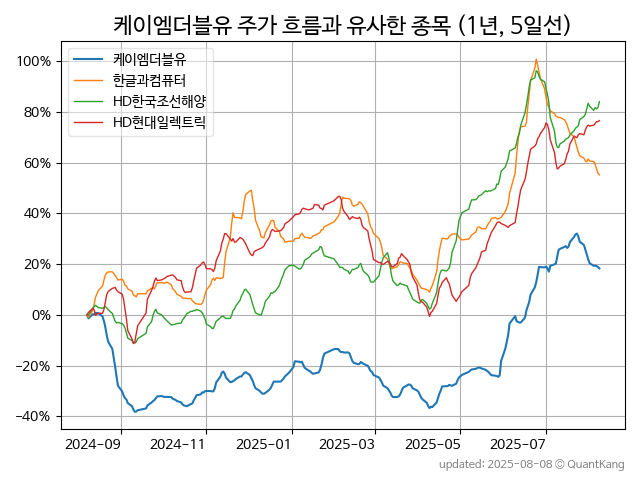 케이엠더블유 주가 흐름과 유사한 종목 (1년, 5일선)
케이엠더블유
한글과컴퓨터
HD한국조선해양
HD현대일렉트릭
100%
80%
60%
40%
20%
0%
−20%
−40%
2024-09
2024-11
2025-01
2025-03
2025-05
2025-07
updated: 2025-08-08 © QuantKang